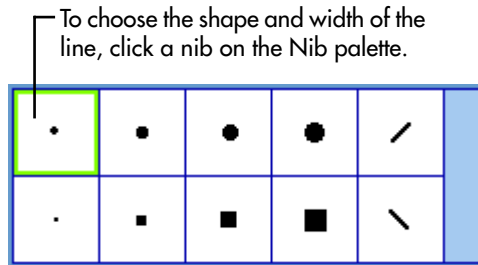 To choose the shape and width of the
line, click a nib on the Nib palette.